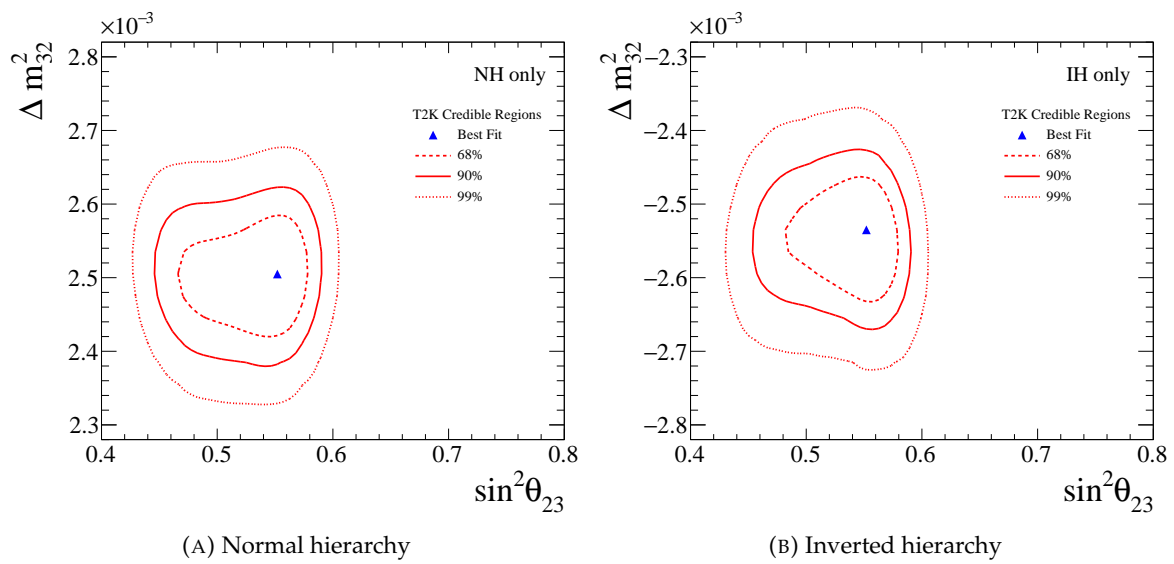 ×10⁻³
Δ m²₃₂
2.8
2.7
2.6
2.5
2.4
2.3
0.4 0.5 0.6 0.7 0.8
sin²θ₂₃
NH only
T2K Credible Regions
Best Fit
68%
90%
99%
(A) Normal hierarchy
×10⁻³
Δ m²₃₂
−2.3
−2.4
−2.5
−2.6
−2.7
−2.8
0.4 0.5 0.6 0.7 0.8
sin²θ₂₃
IH only
T2K Credible Regions
Best Fit
68%
90%
99%
(B) Inverted hierarchy